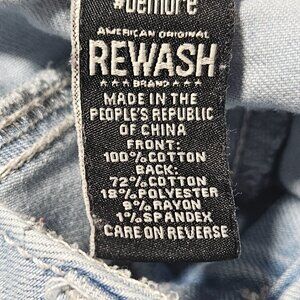 #bemore
AMERICAN ORIGINAL
REWASH
BRAND
MADE IN THE
PEOPLE'S REPUBLIC
OF CHINA
FRONT:
100% COTTON
BACK:
72% COTTON
18% POLYESTER
8% RAYON
1% SPANDEX
CARE ON REVERSE